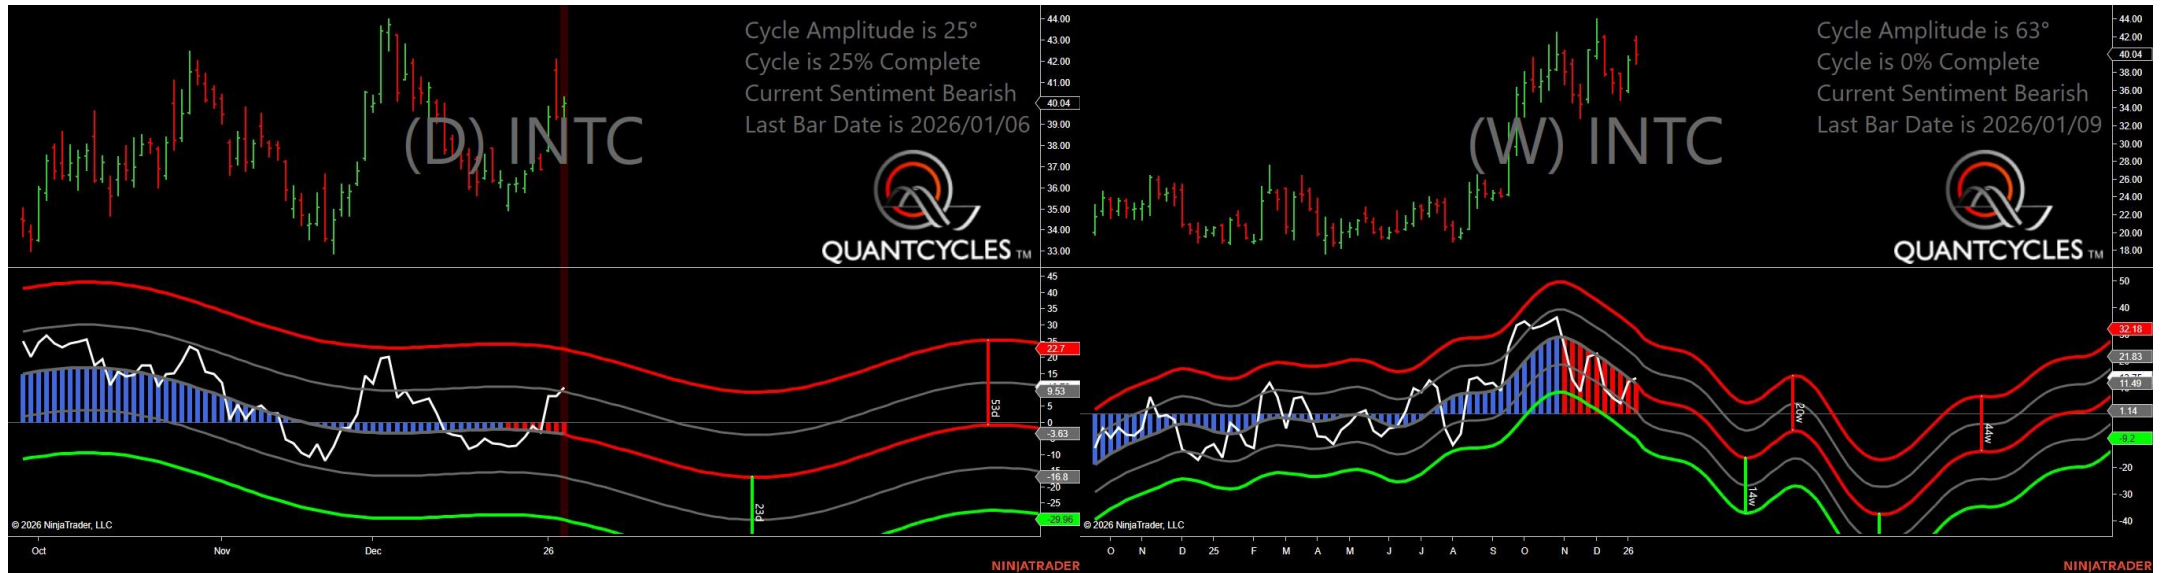 Cycle Amplitude is 25°
Cycle is 25% Complete
Current Sentiment Bearish
Last Bar Date is 2026/01/06
(D) INTC
QUANTCYCLES TM
44.00
43.00
42.00
41.00
40.04
39.00
38.00
37.00
36.00
35.00
34.00
33.00
45
40
35
30
25
22.7
20
15
9.53
5
0
-3.63
-10
-15
-16.8
-20
-25
-29.96
53d
23d
© 2026 NinjaTrader, LLC
Oct
Nov
Dec
26
NINJATRADER
Cycle Amplitude is 63°
Cycle is 0% Complete
Current Sentiment Bearish
Last Bar Date is 2026/01/09
(W) INTC
QUANTCYCLES TM
44.00
42.00
40.04
38.00
36.00
34.00
32.00
30.00
28.00
26.00
24.00
22.00
20.00
18.00
50
40
32.18
21.83
11.49
1.14
-9.2
-20
-30
-40
20w
14w
44w
© 2026 NinjaTrader, LLC
O
N
D
25
F
M
A
M
J
J
A
S
O
N
D
26
NINJATRADER